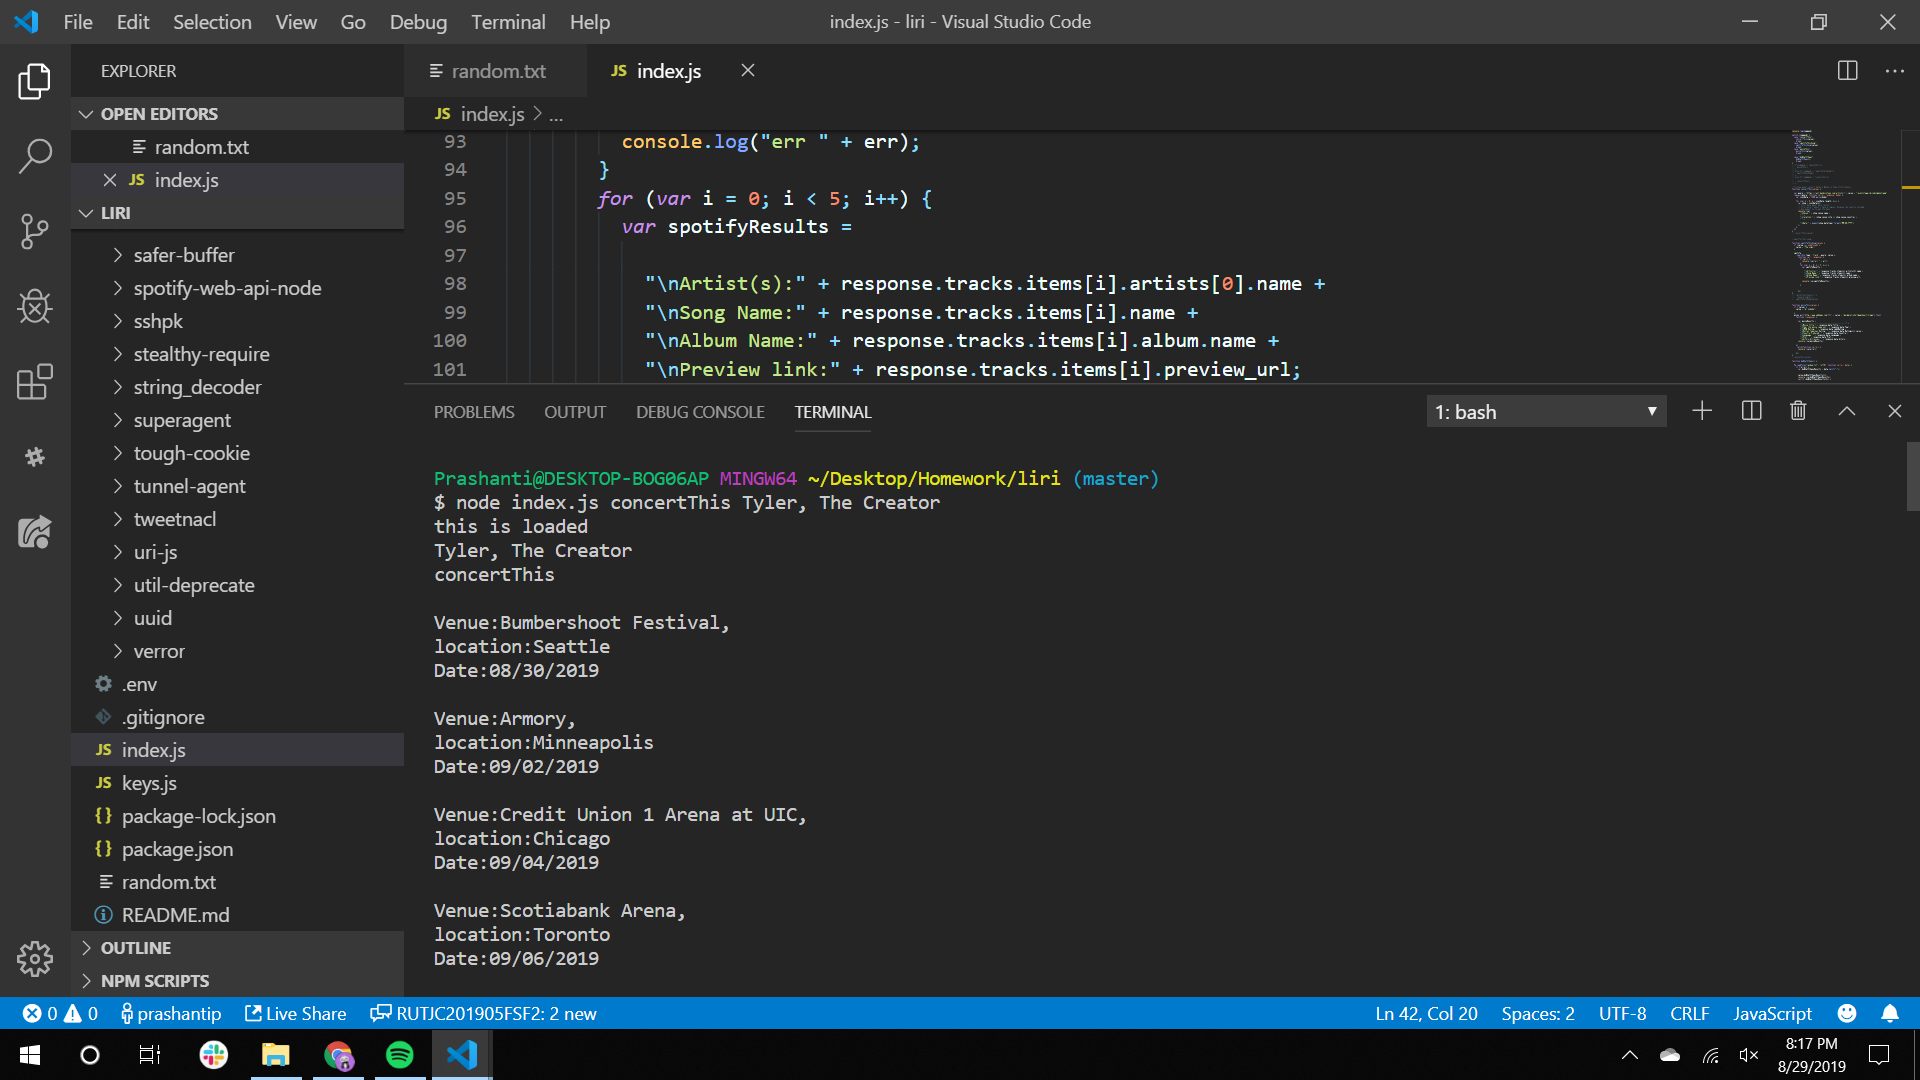 File Edit Selection View Go Debug Terminal Help
index.js - liri - Visual Studio Code
EXPLORER
OPEN EDITORS
random.txt
JS index.js
LIRI
safer-buffer
spotify-web-api-node
sshpk
stealthy-require
string_decoder
superagent
tough-cookie
tunnel-agent
tweetnacl
uri-js
util-deprecate
uuid
verror
.env
.gitignore
JS index.js
JS keys.js
{} package-lock.json
{} package.json
random.txt
README.md
OUTLINE
NPM SCRIPTS
random.txt
JS index.js
JS index.js > ...
93 console.log("err " + err);
94 }
95 for (var i = 0; i < 5; i++) {
96 var spotifyResults =
97
98 "\nArtist(s):" + response.tracks.items[i].artists[0].name +
99 "\nSong Name:" + response.tracks.items[i].name +
100 "\nAlbum Name:" + response.tracks.items[i].album.name +
101 "\nPreview link:" + response.tracks.items[i].preview_url;
PROBLEMS OUTPUT DEBUG CONSOLE TERMINAL
1: bash
Prashanti@DESKTOP-BOG06AP MINGW64 ~/Desktop/Homework/liri (master)
$ node index.js concertThis Tyler, The Creator
this is loaded
Tyler, The Creator
concertThis
Venue:Bumbershoot Festival,
location:Seattle
Date:08/30/2019
Venue:Armory,
location:Minneapolis
Date:09/02/2019
Venue:Credit Union 1 Arena at UIC,
location:Chicago
Date:09/04/2019
Venue:Scotiabank Arena,
location:Toronto
Date:09/06/2019
0 0 prashantip Live Share RUTJC201905FSF2: 2 new
Ln 42, Col 20 Spaces: 2 UTF-8 CRLF JavaScript
8:17 PM
8/29/2019